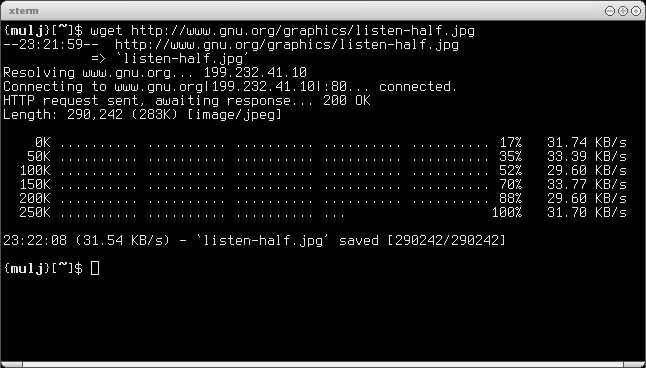 xterm
{mulj}[~]$ wget http://www.gnu.org/graphics/listen-half.jpg
--23:21:59--  http://www.gnu.org/graphics/listen-half.jpg
           => `listen-half.jpg'
Resolving www.gnu.org... 199.232.41.10
Connecting to www.gnu.org|199.232.41.10|:80... connected.
HTTP request sent, awaiting response... 200 OK
Length: 290,242 (283K) [image/jpeg]
    0K .......... .......... .......... .......... .......... 17%   31.74 KB/s
   50K .......... .......... .......... .......... .......... 35%   33.39 KB/s
  100K .......... .......... .......... .......... .......... 52%   29.60 KB/s
  150K .......... .......... .......... .......... .......... 70%   33.77 KB/s
  200K .......... .......... .......... .......... .......... 88%   29.60 KB/s
  250K .......... .......... .......... ...                  100%   31.70 KB/s
23:22:08 (31.54 KB/s) - `listen-half.jpg' saved [290242/290242]
{mulj}[~]$